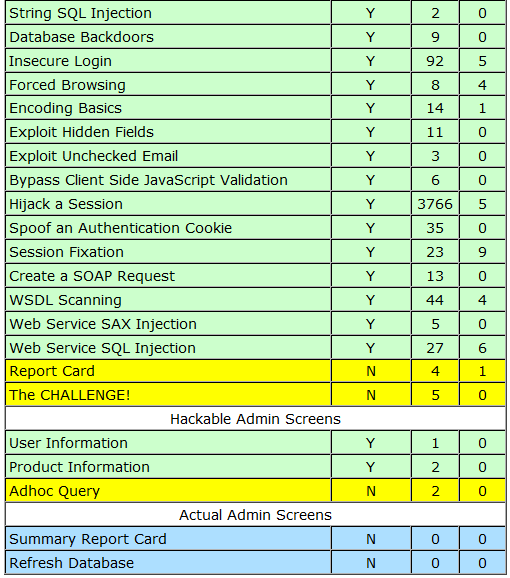 String SQL Injection Y 2 0
Database Backdoors Y 9 0
Insecure Login Y 92 5
Forced Browsing Y 8 4
Encoding Basics Y 14 1
Exploit Hidden Fields Y 11 0
Exploit Unchecked Email Y 3 0
Bypass Client Side JavaScript Validation Y 6 0
Hijack a Session Y 3766 5
Spoof an Authentication Cookie Y 35 0
Session Fixation Y 23 9
Create a SOAP Request Y 13 0
WSDL Scanning Y 44 4
Web Service SAX Injection Y 5 0
Web Service SQL Injection Y 27 6
Report Card N 4 1
The CHALLENGE! N 5 0
Hackable Admin Screens
User Information Y 1 0
Product Information Y 2 0
Adhoc Query N 2 0
Actual Admin Screens
Summary Report Card N 0 0
Refresh Database N 0 0